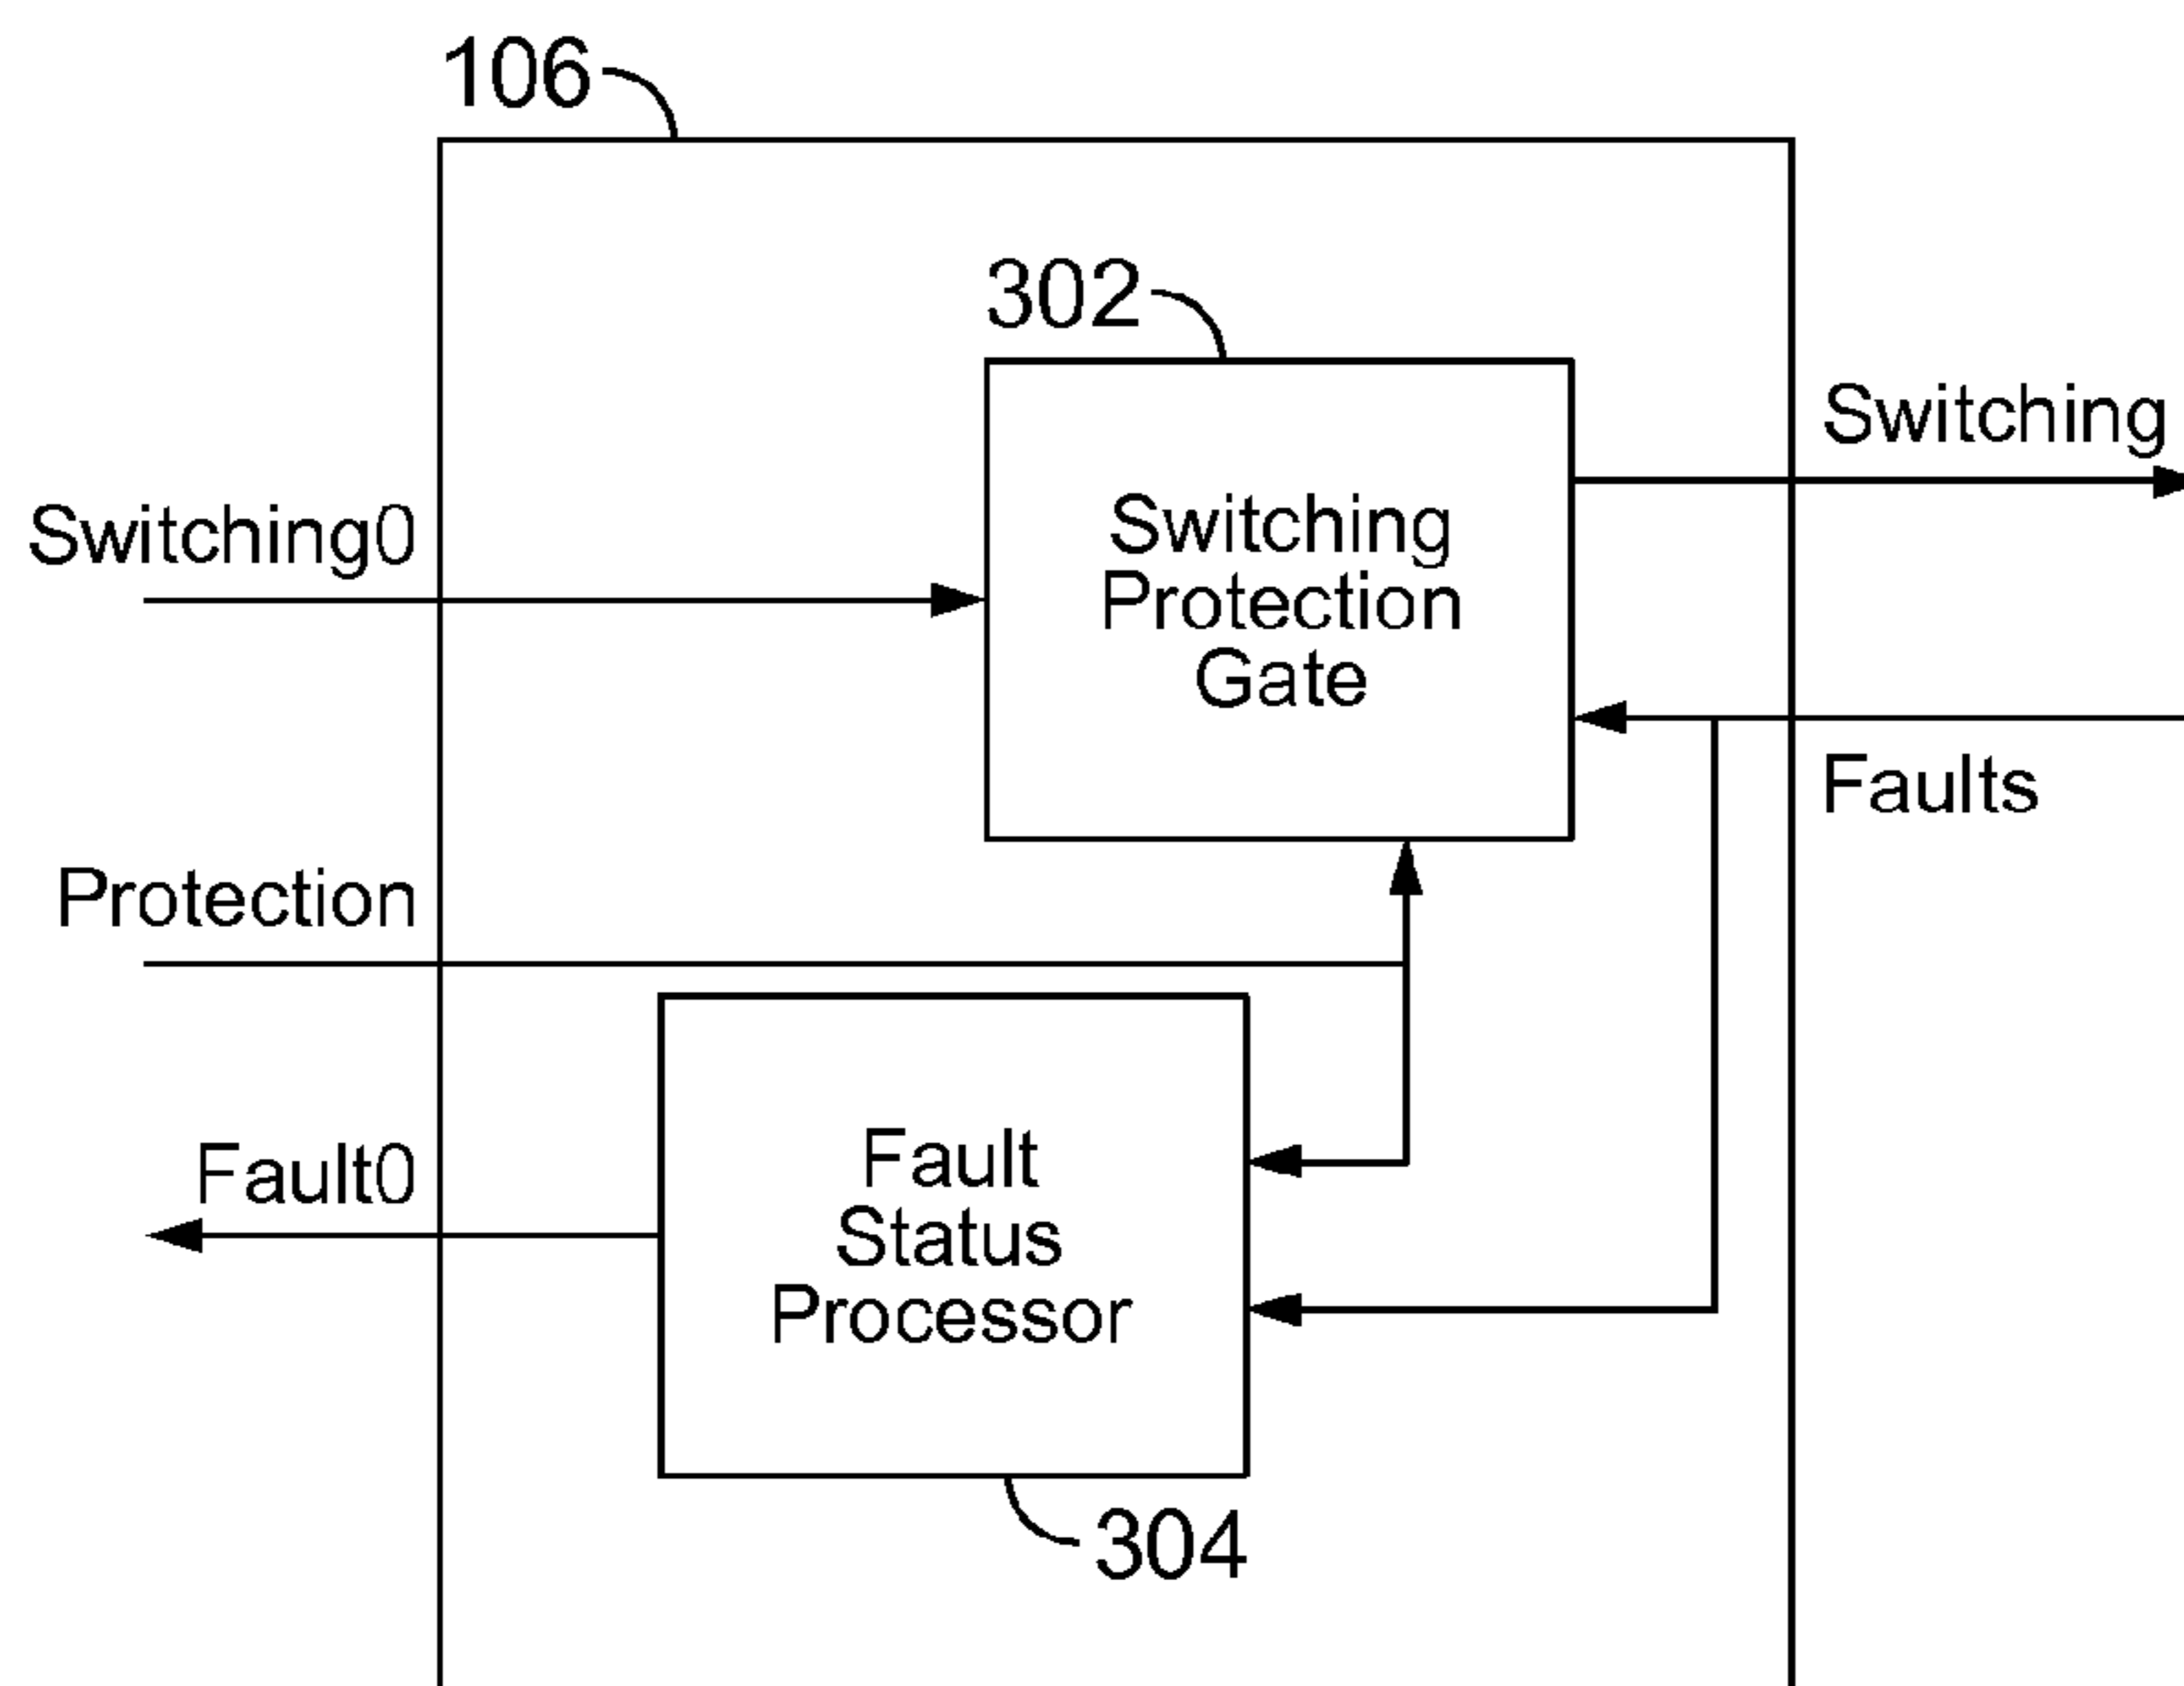 106
302
Switching
Switching0
Switching
Protection
Gate
Faults
Protection
Fault0
Fault
Status
Processor
304